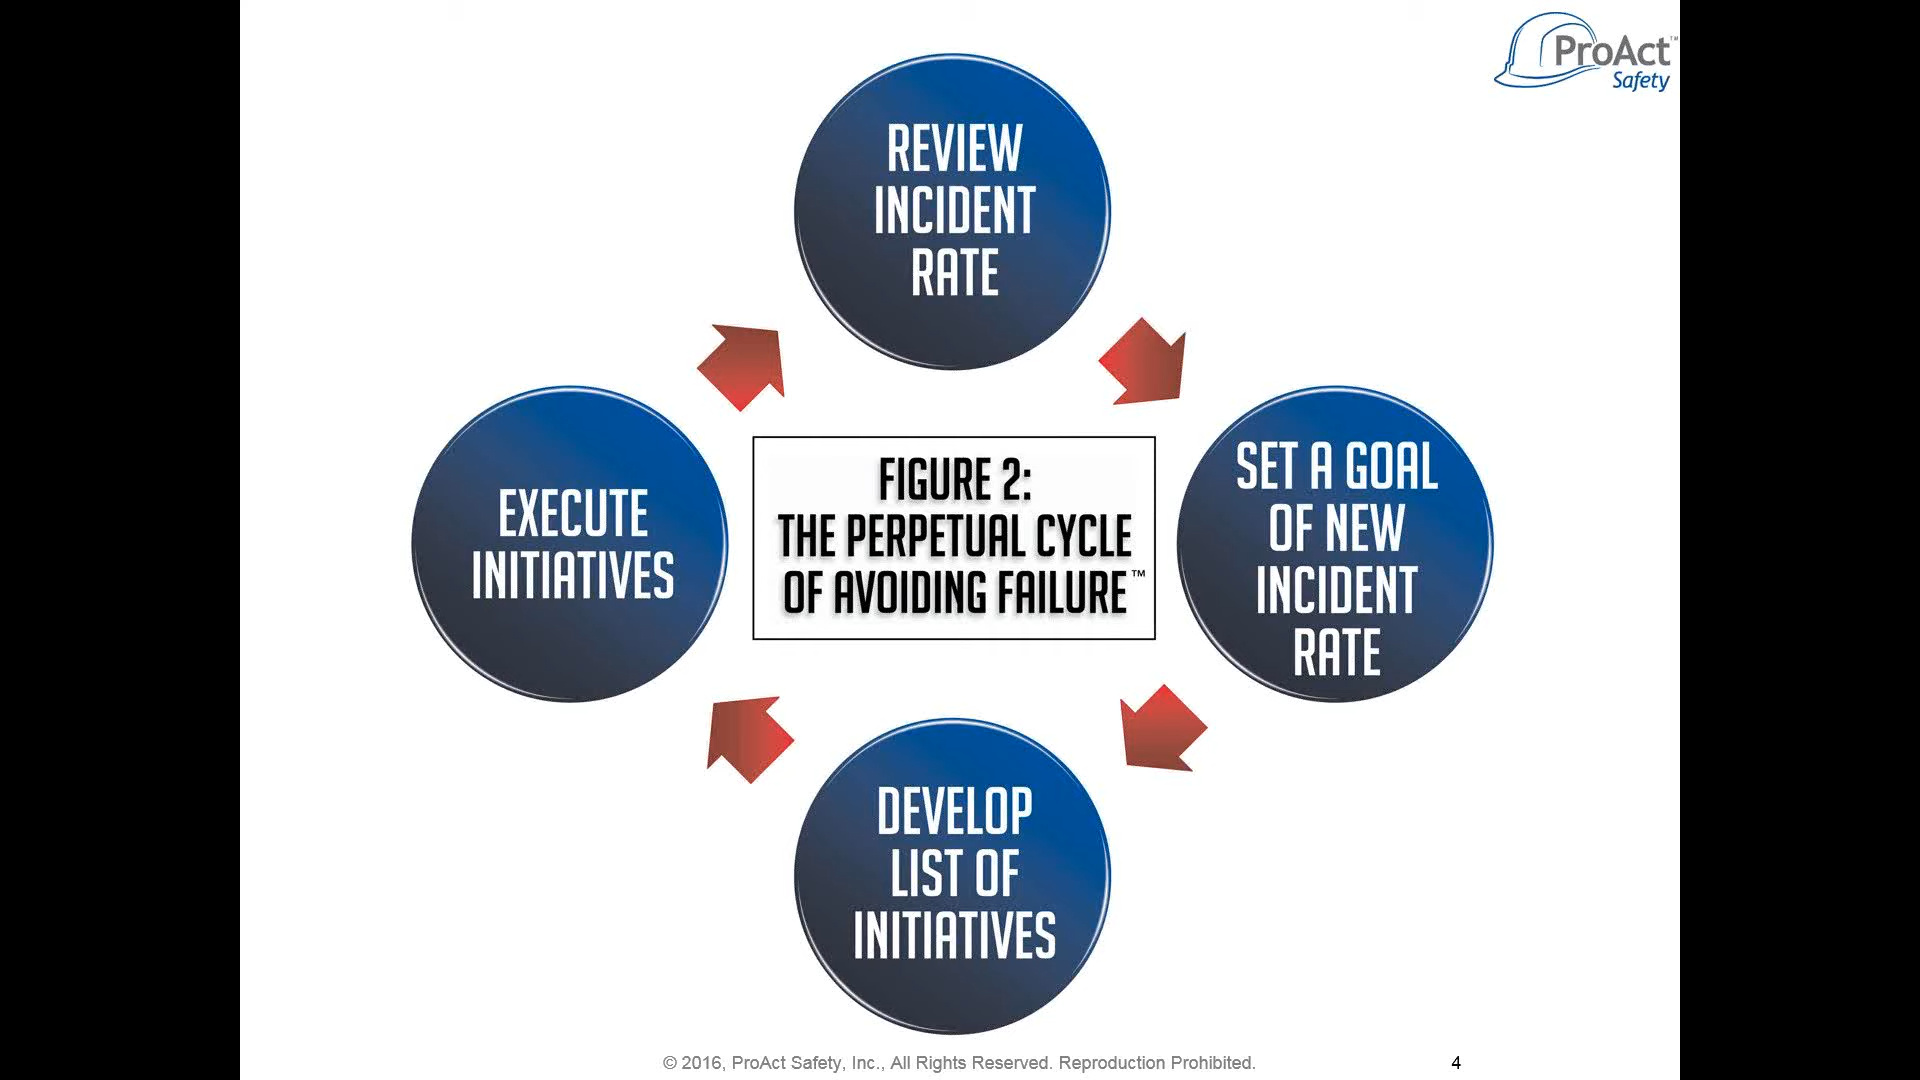 ProAct™
Safety
REVIEW
INCIDENT
RATE
SET A GOAL
OF NEW
INCIDENT
RATE
EXECUTE
INITIATIVES
FIGURE 2:
THE PERPETUAL CYCLE
OF AVOIDING FAILURE™
DEVELOP
LIST OF
INITIATIVES
© 2016, ProAct Safety, Inc., All Rights Reserved. Reproduction Prohibited.
4